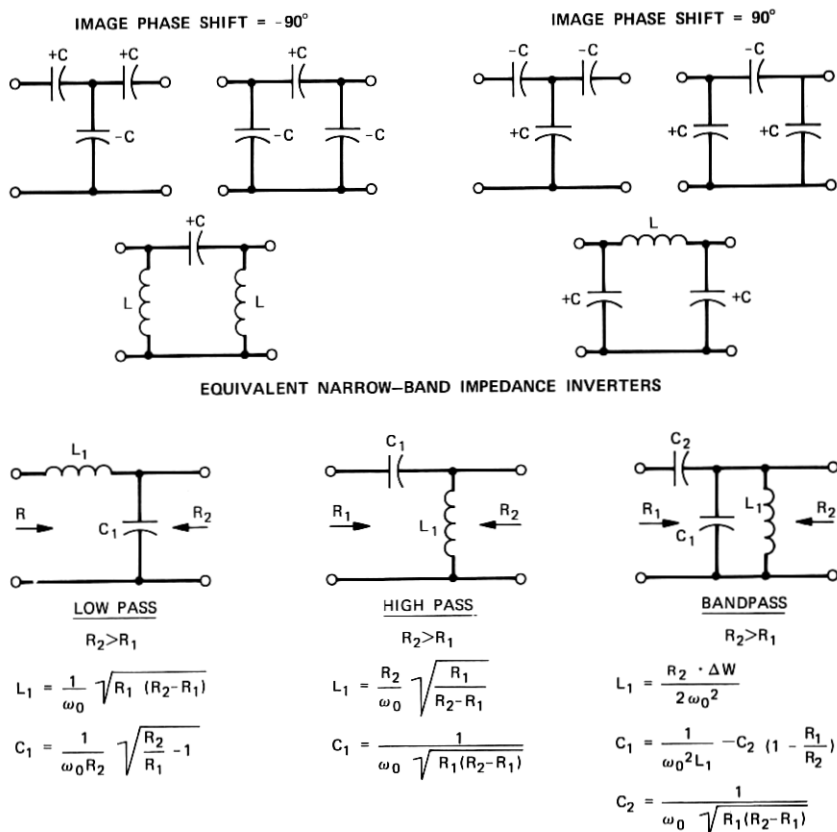 IMAGE PHASE SHIFT = -90°
+C +C
-C
+C
-C -C
+C
L L
IMAGE PHASE SHIFT = 90°
-C -C
+C
-C
+C +C
L
+C +C
EQUIVALENT NARROW-BAND IMPEDANCE INVERTERS
L₁
R C₁ R₂
LOW PASS
R₂>R₁
L₁ = 1/ω₀ √(R₁ (R₂-R₁))
C₁ = 1/(ω₀R₂) √(R₂/R₁ -1)
C₁
R₁ L₁ R₂
HIGH PASS
R₂>R₁
L₁ = R₂/ω₀ √(R₁/(R₂-R₁))
C₁ = 1/(ω₀ √(R₁(R₂-R₁)))
C₂
R₁ C₁ L₁ R₂
BANDPASS
R₂>R₁
L₁ = (R₂ · ΔW)/(2ω₀²)
C₁ = 1/(ω₀²L₁) -C₂ (1 - R₁/R₂)
C₂ = 1/(ω₀ √(R₁(R₂-R₁)))